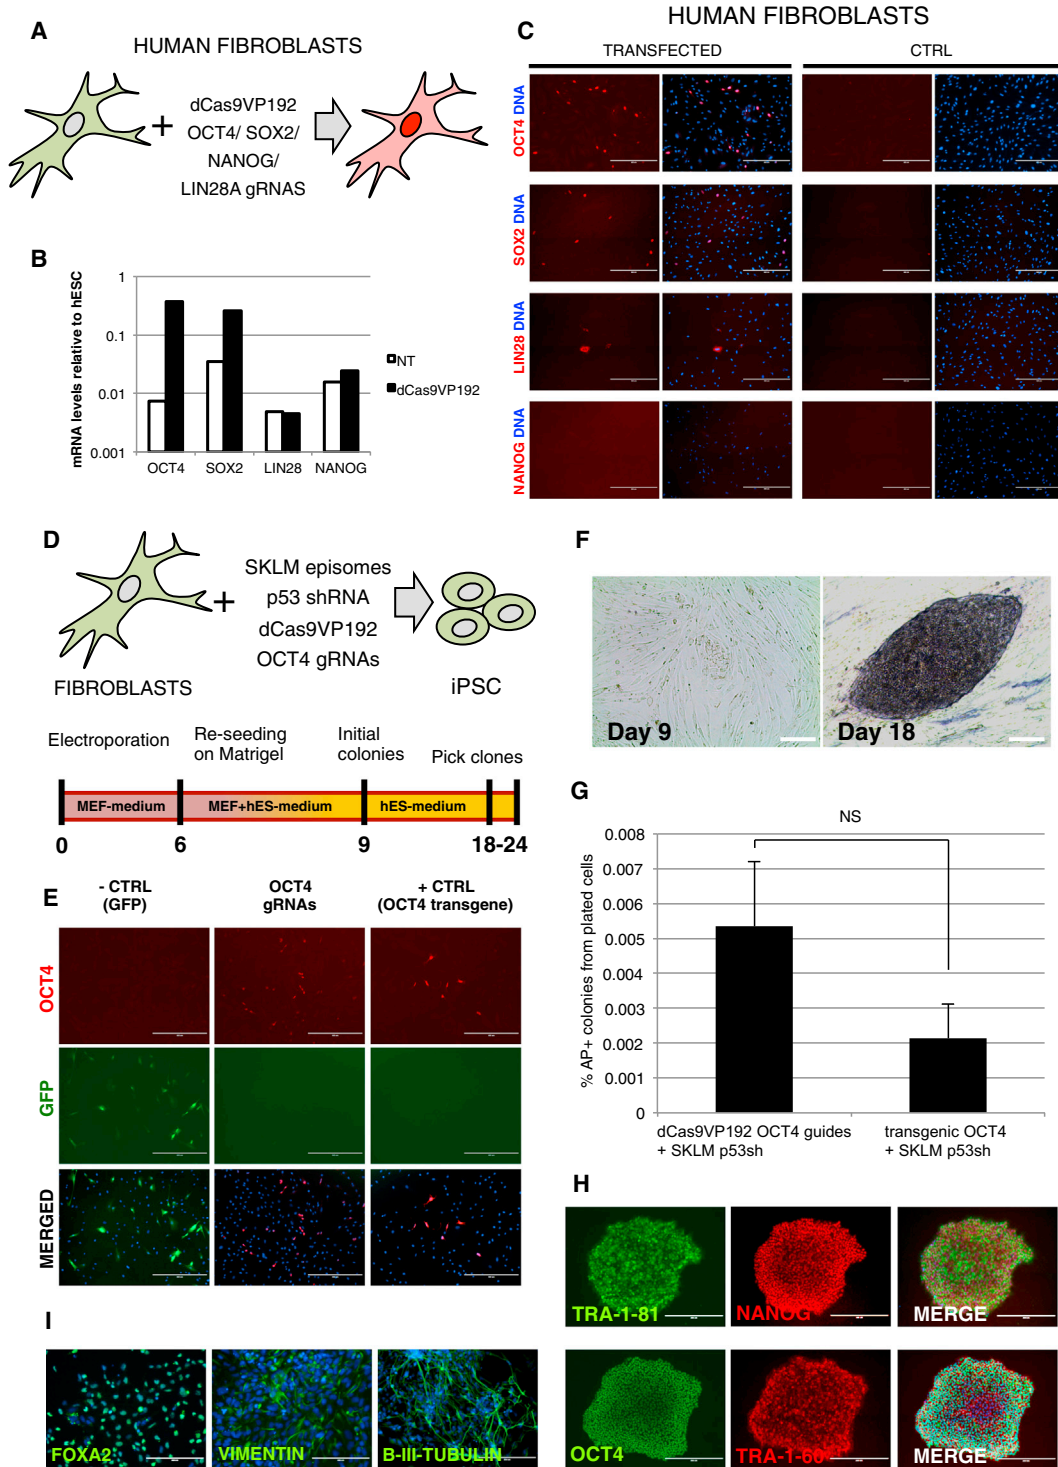 A
HUMAN FIBROBLASTS
dCas9VP192
OCT4/ SOX2/
NANOG/
LIN28A gRNAS
+
B
mRNA levels relative to hESC
1
0.1
0.01
0.001
OCT4
SOX2
LIN28
NANOG
NT
dCas9VP192
HUMAN FIBROBLASTS
C
TRANSFECTED
CTRL
OCT4 DNA
SOX2 DNA
LIN28 DNA
NANOG DNA
D
+
SKLM episomes
p53 shRNA
dCas9VP192
OCT4 gRNAs
FIBROBLASTS
iPSC
Electroporation
Re-seeding
on Matrigel
Initial
colonies
Pick clones
MEF-medium
MEF+hES-medium
hES-medium
0
6
9
18-24
E
- CTRL
(GFP)
OCT4
gRNAs
+ CTRL
(OCT4 transgene)
OCT4
GFP
MERGED
F
Day 9
Day 18
G
NS
% AP+ colonies from plated cells
0.008
0.007
0.006
0.005
0.004
0.003
0.002
0.001
0
dCas9VP192 OCT4 guides
+ SKLM p53sh
transgenic OCT4
+ SKLM p53sh
H
TRA-1-81
NANOG
MERGE
OCT4
TRA-1-60
MERGE
I
FOXA2
VIMENTIN
B-III-TUBULIN